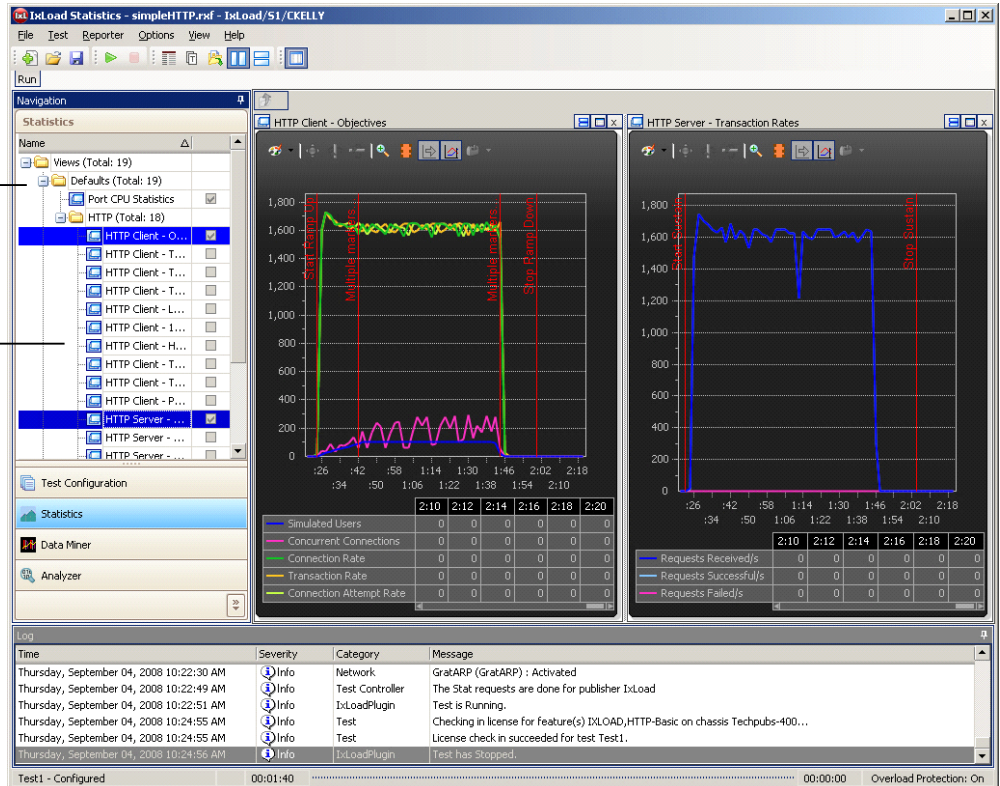 IxLoad Statistics - simpleHTTP.rxf - IxLoad/S1/CKELLY
File Test Reporter Options View Help
Run
Navigation
Statistics
Name
Views (Total: 19)
Defaults (Total: 19)
Port CPU Statistics
HTTP (Total: 18)
HTTP Client - O...
HTTP Client - T...
HTTP Client - T...
HTTP Client - T...
HTTP Client - L...
HTTP Client - 1...
HTTP Client - H...
HTTP Client - T...
HTTP Client - T...
HTTP Client - P...
HTTP Server - ...
HTTP Server - ...
HTTP Server - ...
Test Configuration
Statistics
Data Miner
Analyzer
HTTP Client - Objectives
1,800
1,600
1,400
1,200
1,000
800
600
400
200
0
Start Ramp Up
Multiple markers
Multiple markers
Stop Ramp Down
:26 :42 :58 1:14 1:30 1:46 2:02 2:18
:34 :50 1:06 1:22 1:38 1:54 2:10
2:10 2:12 2:14 2:16 2:18 2:20
Simulated Users 0 0 0 0 0 0
Concurrent Connections 0 0 0 0 0 0
Connection Rate 0 0 0 0 0 0
Transaction Rate 0 0 0 0 0 0
Connection Attempt Rate 0 0 0 0 0 0
HTTP Server - Transaction Rates
1,800
1,600
1,400
1,200
1,000
800
600
400
200
0
Start Sustain
Stop Sustain
:26 :42 :58 1:14 1:30 1:46 2:02 2:18
:34 :50 1:06 1:22 1:38 1:54 2:10
2:10 2:12 2:14 2:16 2:18 2:20
Requests Received/s 0 0 0 0 0 0
Requests Successful/s 0 0 0 0 0 0
Requests Failed/s 0 0 0 0 0 0
Log
Time Severity Category Message
Thursday, September 04, 2008 10:22:30 AM Info Network GratARP (GratARP) : Activated
Thursday, September 04, 2008 10:22:49 AM Info Test Controller The Stat requests are done for publisher IxLoad
Thursday, September 04, 2008 10:22:51 AM Info IxLoadPlugin Test is Running.
Thursday, September 04, 2008 10:24:55 AM Info Test Checking in license for feature(s) IXLOAD,HTTP-Basic on chassis Techpubs-400...
Thursday, September 04, 2008 10:24:55 AM Info Test License check in succeeded for test Test1.
Thursday, September 04, 2008 10:24:56 AM Info IxLoadPlugin Test has Stopped.
Test1 - Configured 00:01:40 00:00:00 Overload Protection: On